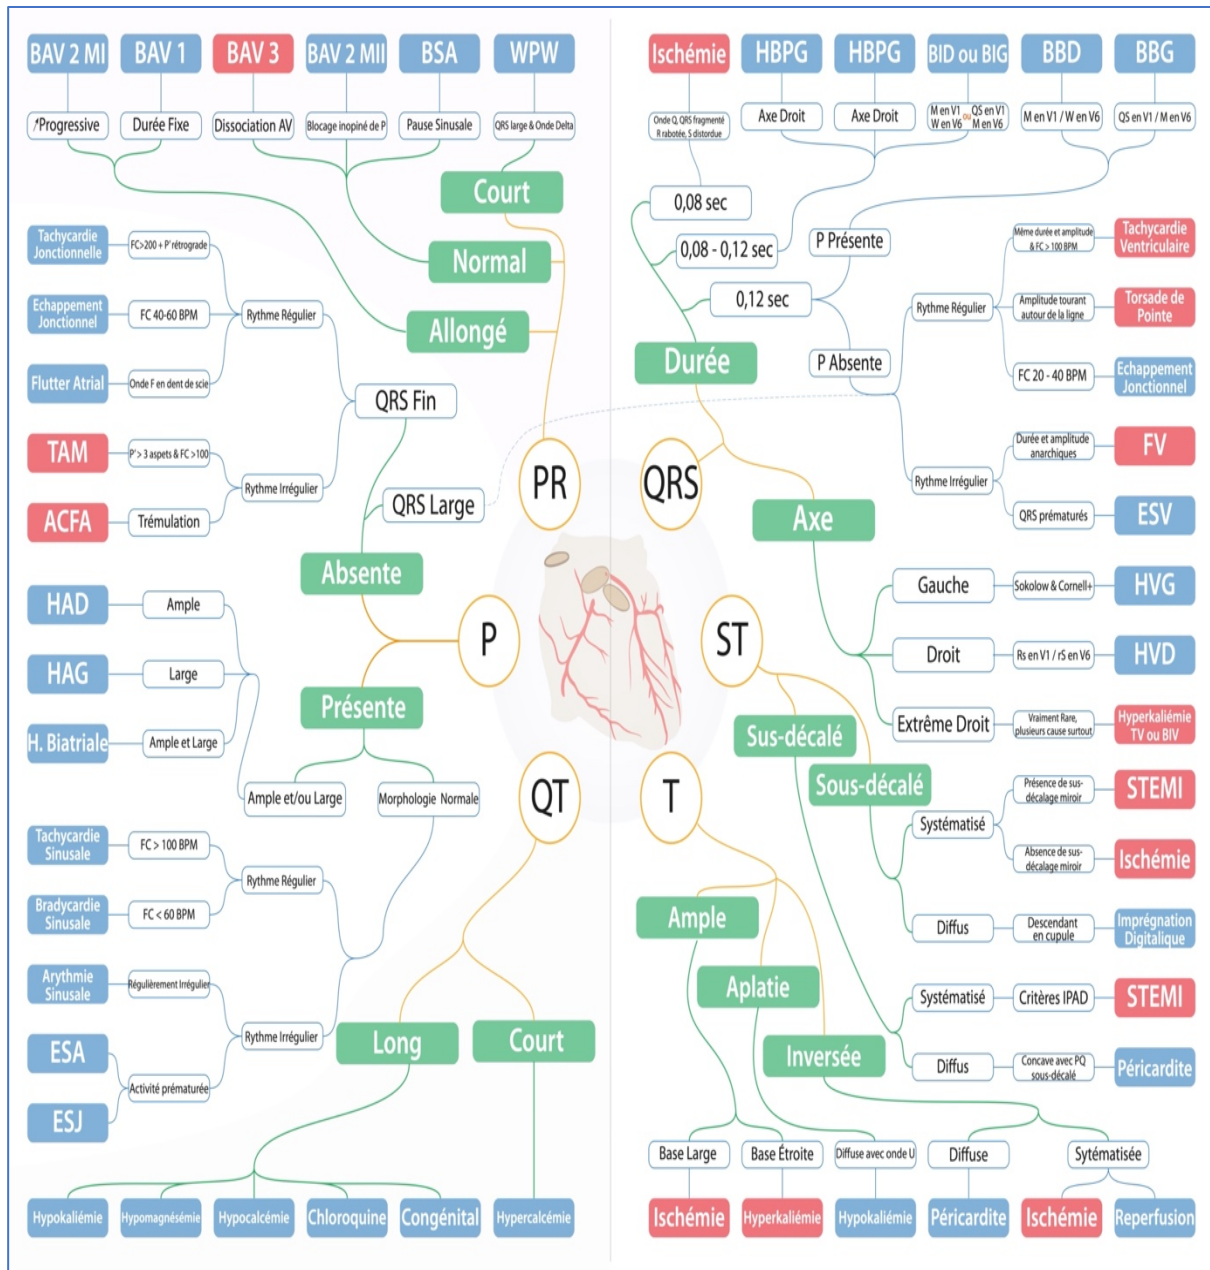 BAV 2 MI
BAV 1
BAV 3
BAV 2 MII
BSA
WPW
↗Progressive
Durée Fixe
Dissociation AV
Blocage inopiné de P
Pause Sinusale
QRS large & Onde Delta
Court
Normal
Allongé
Tachycardie
Jonctionnelle
FC>200 + P' rétrograde
Echappement
Jonctionnel
FC 40-60 BPM
Rythme Régulier
Flutter Atrial
Onde F en dent de scie
QRS Fin
TAM
P' > 3 aspets & FC >100
Rythme Irrégulier
ACFA
Trémulation
QRS Large
PR
Absente
HAD
Ample
HAG
Large
P
H. Biatriale
Ample et Large
Présente
Ample et/ou Large
Morphologie Normale
QT
Tachycardie
Sinusale
FC > 100 BPM
Rythme Régulier
Bradycardie
Sinusale
FC < 60 BPM
Arythmie
Sinusale
Régulièrement Irrégulier
Rythme Irrégulier
ESA
Activité prématurée
ESJ
Long
Court
Hypokaliémie
Hypomagnésémie
Hypocalcémie
Chloroquine
Congénital
Hypercalcémie
Ischémie
HBPG
HBPG
BID ou BIG
BBD
BBG
Onde Q, QRS fragmenté
R rabotée, S distordue
Axe Droit
Axe Droit
M en V1 ou QS en V1
W en V6 M en V6
M en V1 / W en V6
QS en V1 / M en V6
0,08 sec
0,08 - 0,12 sec
0,12 sec
P Présente
P Absente
Durée
Rythme Régulier
Même durée et amplitude
& FC > 100 BPM
Tachycardie
Ventriculaire
Amplitude tourant
autour de la ligne
Torsade de
Pointe
FC 20 - 40 BPM
Echappement
Jonctionnel
Rythme Irrégulier
Durée et amplitude
anarchiques
FV
QRS prématurés
ESV
QRS
Axe
Gauche
Sokolow & Cornell+
HVG
Droit
Rs en V1 / rS en V6
HVD
Extrême Droit
Vraiment Rare,
plusieurs cause surtout
Hyperkaliémie
TV ou BIV
ST
Sus-décalé
Sous-décalé
Systématisé
Présence de sus-
décalage miroir
STEMI
Absence de sus-
décalage miroir
Ischémie
Diffus
Descendant
en cupule
Imprégnation
Digitalique
Systématisé
Critères IPAD
STEMI
Diffus
Concave avec PQ
sous-décalé
Péricardite
T
Ample
Aplatie
Inversée
Base Large
Base Étroite
Diffuse avec onde U
Diffuse
Sytématisée
Ischémie
Hyperkaliémie
Hypokaliémie
Péricardite
Ischémie
Reperfusion